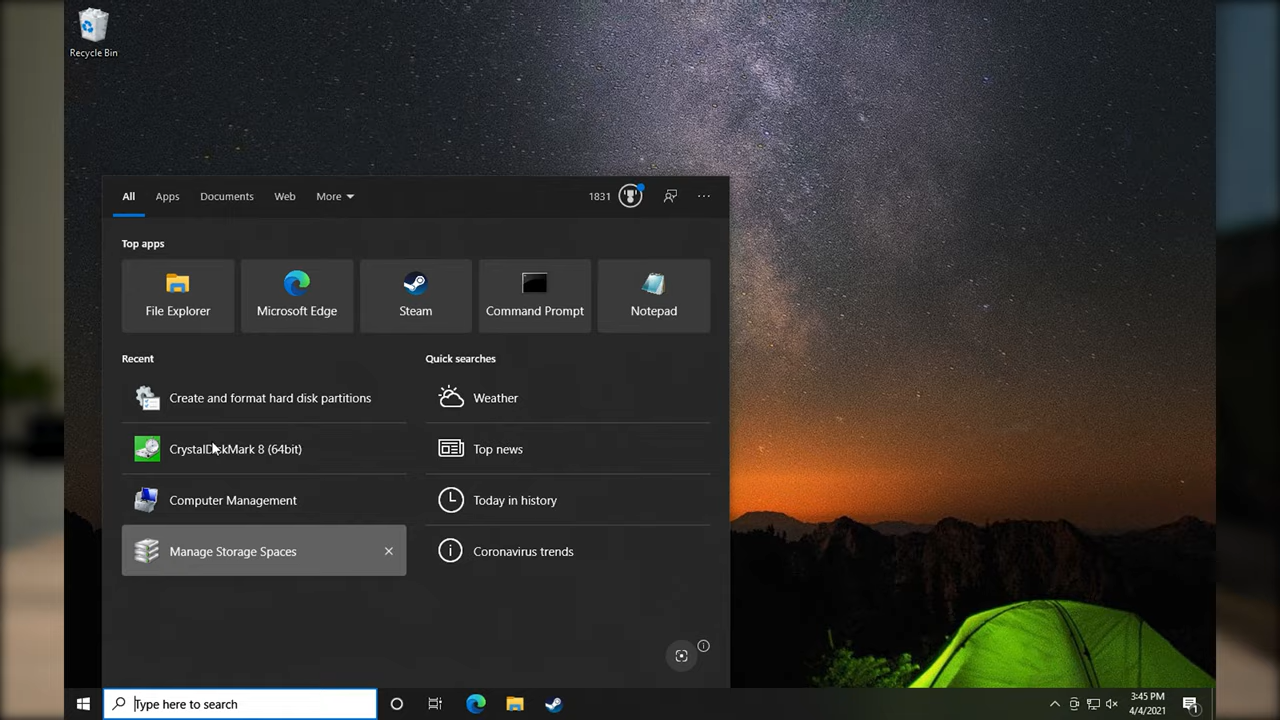 Recycle Bin
All
Apps
Documents
Web
More
1831
Top apps
File Explorer
Microsoft Edge
Steam
Command Prompt
Notepad
Recent
Quick searches
Create and format hard disk partitions
Weather
CrystalDiskMark 8 (64bit)
Top news
Computer Management
Today in history
Manage Storage Spaces
Coronavirus trends
Type here to search
3:45 PM
4/4/2021
1